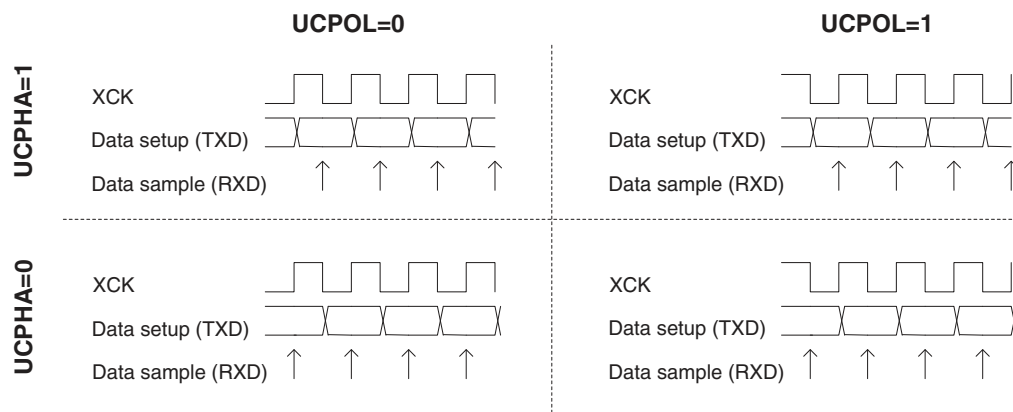 UCPOL=0
UCPOL=1
UCPHA=1
XCK
Data setup (TXD)
Data sample (RXD)
XCK
Data setup (TXD)
Data sample (RXD)
UCPHA=0
XCK
Data setup (TXD)
Data sample (RXD)
XCK
Data setup (TXD)
Data sample (RXD)